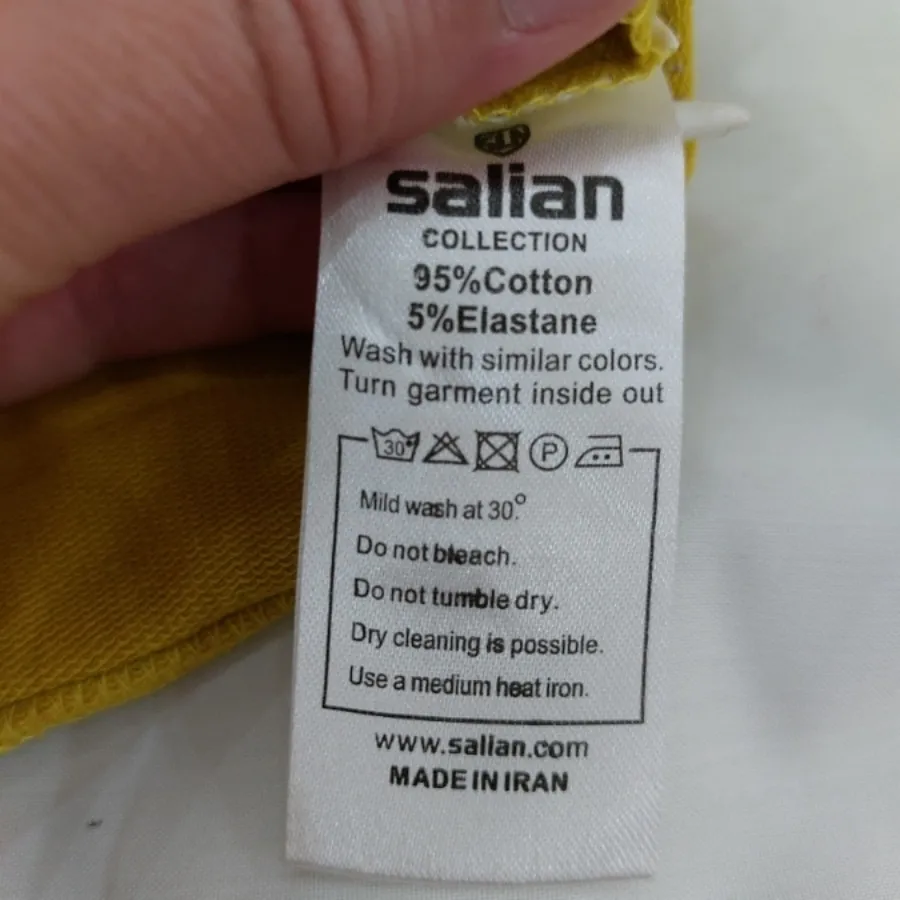 salian
COLLECTION
95%Cotton
5%Elastane
Wash with similar colors.
Turn garment inside out
30° P
Mild wash at 30°.
Do not bleach.
Do not tumble dry.
Dry cleaning is possible.
Use a medium heat iron.
www.salian.com
MADE IN IRAN